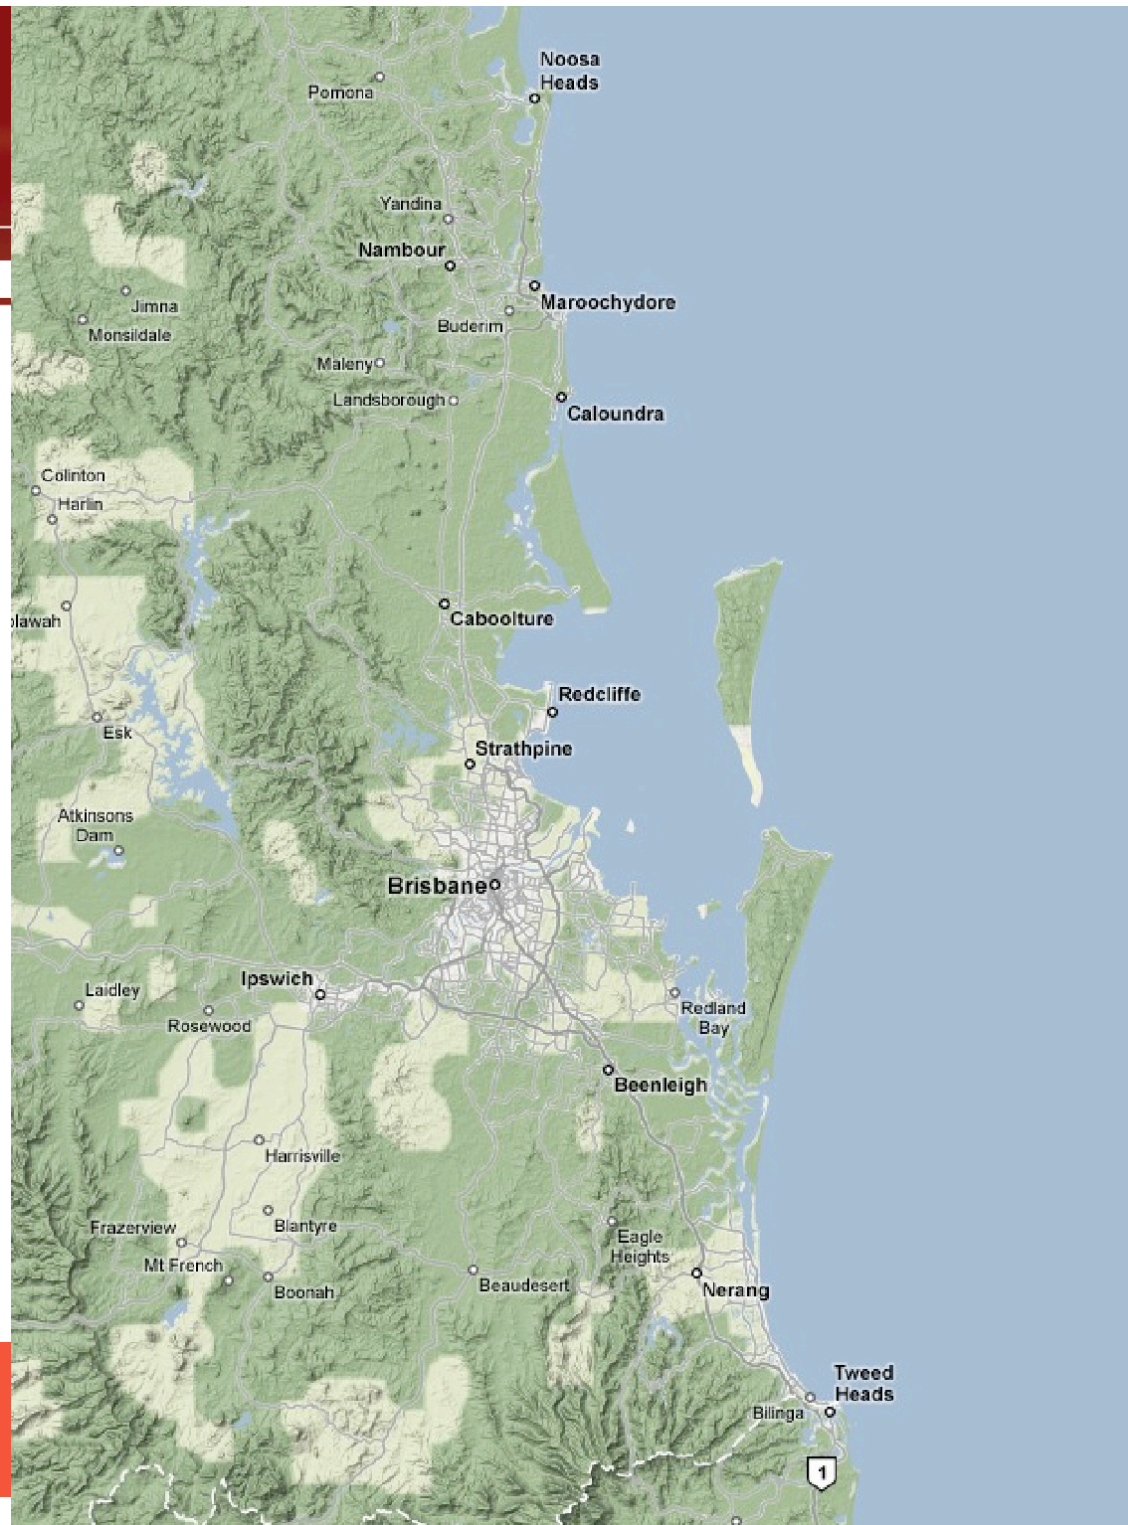 Noosa
Heads
Pomona
Yandina
Nambour
Jimna
Maroochydore
Monsildale
Buderim
Maleny
Landsborough
Caloundra
Colinton
Harlin
Caboolture
Redcliffe
Esk
Strathpine
Atkinsons
Dam
Brisbane
Ipswich
Laidley
Redland
Bay
Rosewood
Beenleigh
Harrisville
Frazerview
Blantyre
Eagle
Heights
Mt French
Boonah
Beaudesert
Nerang
Tweed
Heads
Bilinga
1